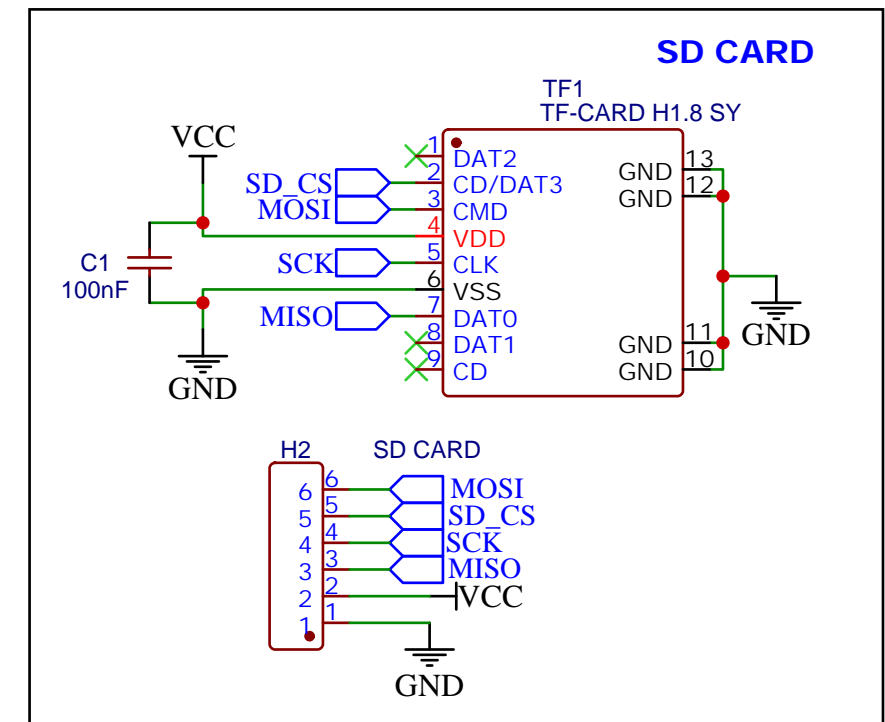 SD CARD
TF1
TF-CARD H1.8 SY
VCC
1 DAT2
SD_CS 2 CD/DAT3
MOSI 3 CMD
4 VDD
SCK 5 CLK
6 VSS
MISO 7 DAT0
8 DAT1
9 CD
GND 13
GND 12
GND 11
GND 10
GND
C1
100nF
GND
H2 SD CARD
6 6 MOSI
5 5 SD_CS
4 4 SCK
3 3 MISO
2 2 VCC
1 1
GND